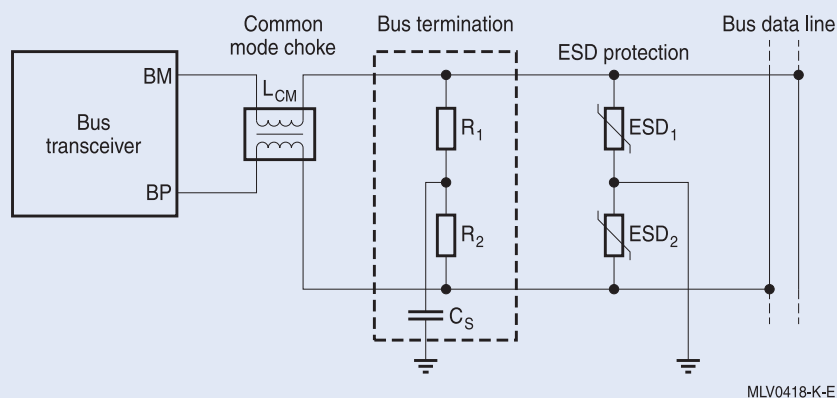 Common
mode choke
Bus termination
ESD protection
Bus data line
BM
L_CM
Bus
transceiver
BP
R_1
R_2
C_S
ESD_1
ESD_2
MLV0418-K-E